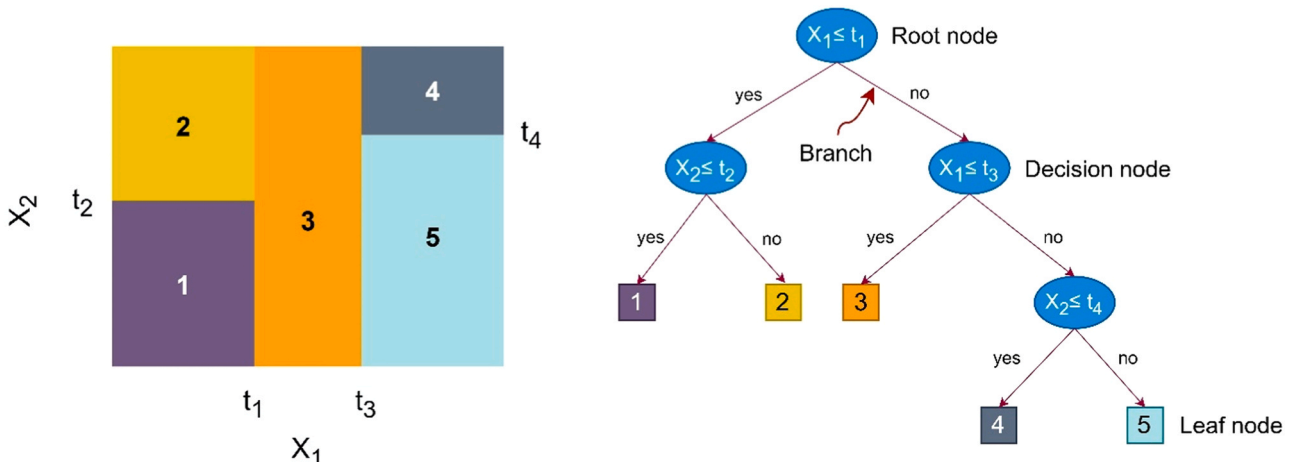 2
4
t4
X2
t2
3
5
1
t1
t3
X1
X1≤ t1
Root node
yes
no
Branch
X2≤ t2
X1≤ t3
Decision node
yes
no
yes
no
1
2
3
X2≤ t4
yes
no
4
5
Leaf node